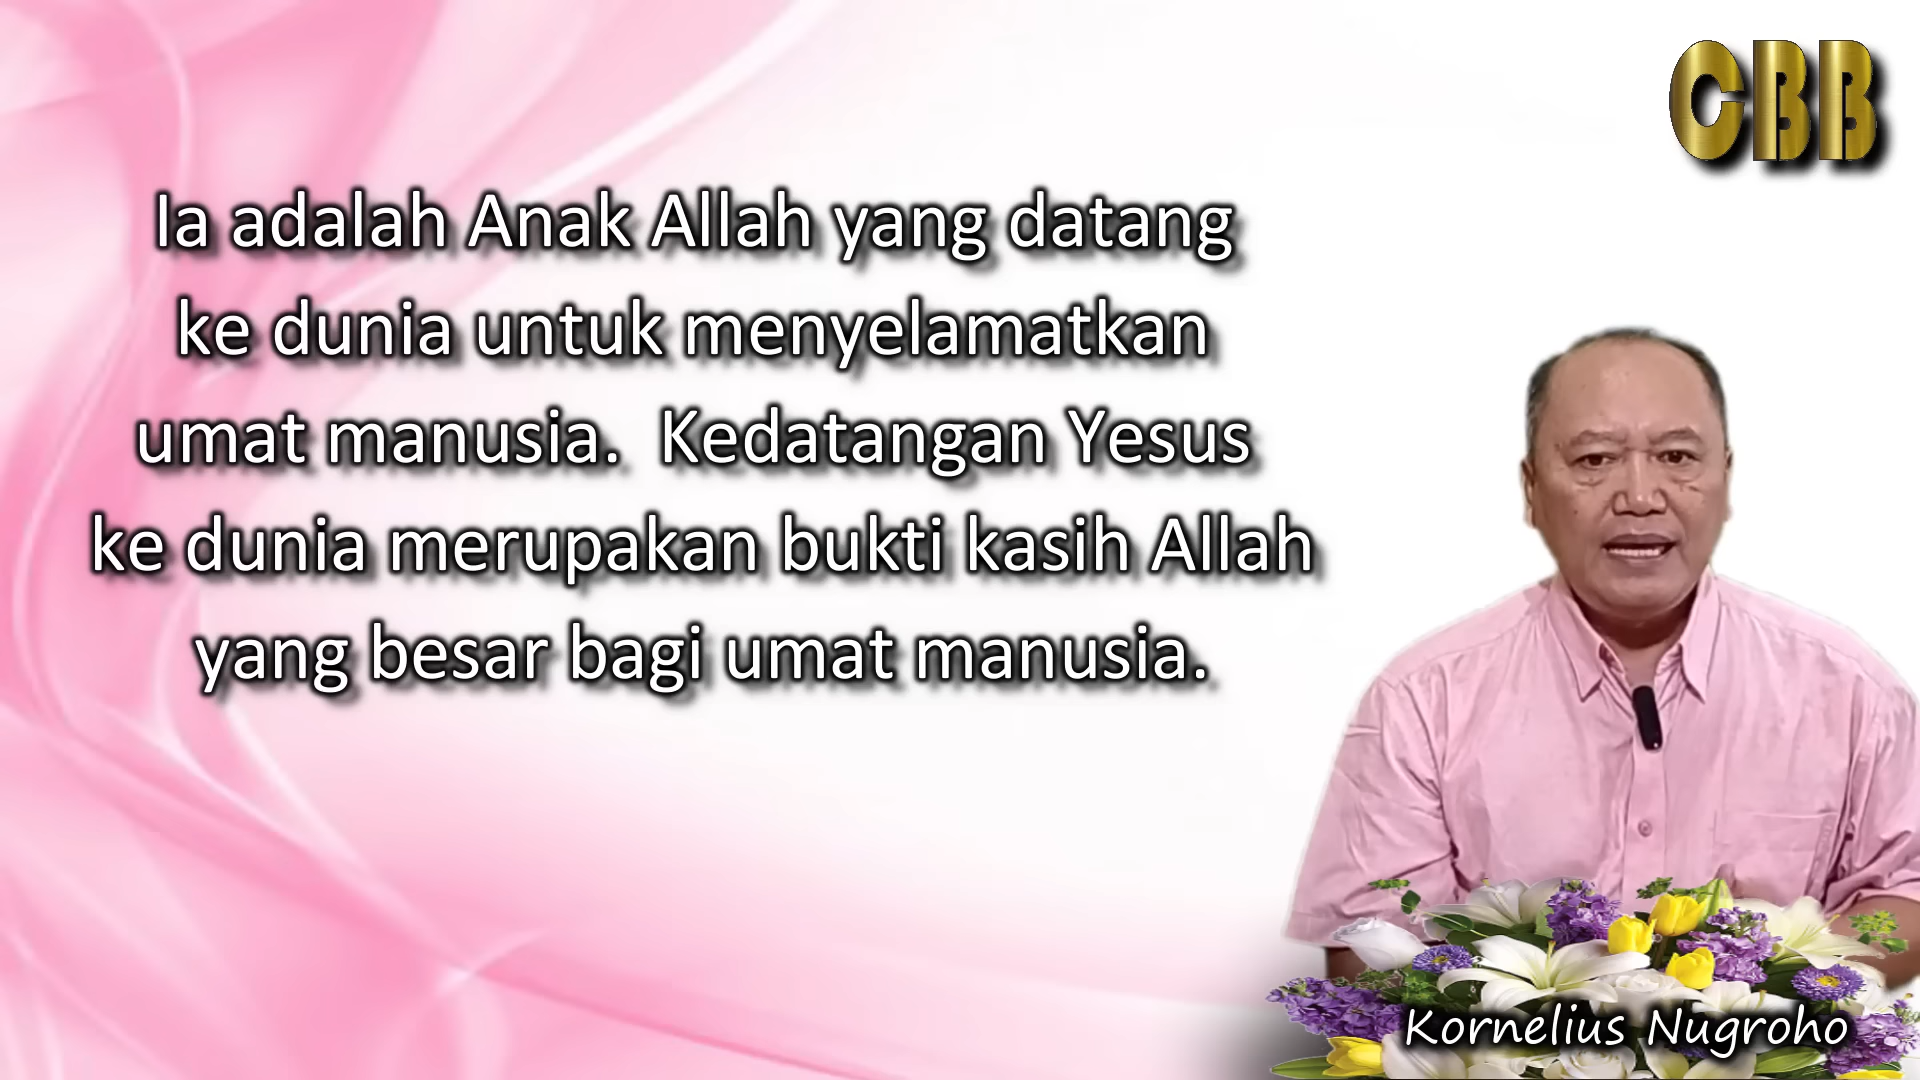 CBB
Ia adalah Anak Allah yang datang
ke dunia untuk menyelamatkan
umat manusia.  Kedatangan Yesus
ke dunia merupakan bukti kasih Allah
yang besar bagi umat manusia.
Kornelius Nugroho